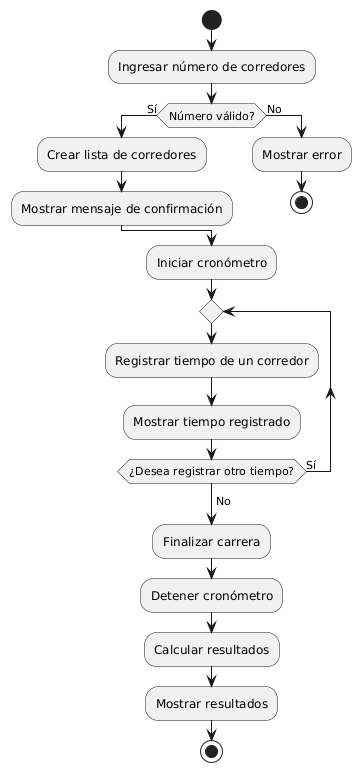 Ingresar número de corredores
Sí
Número válido?
No
Crear lista de corredores
Mostrar error
Mostrar mensaje de confirmación
Iniciar cronómetro
Registrar tiempo de un corredor
Mostrar tiempo registrado
¿Desea registrar otro tiempo?
Sí
No
Finalizar carrera
Detener cronómetro
Calcular resultados
Mostrar resultados